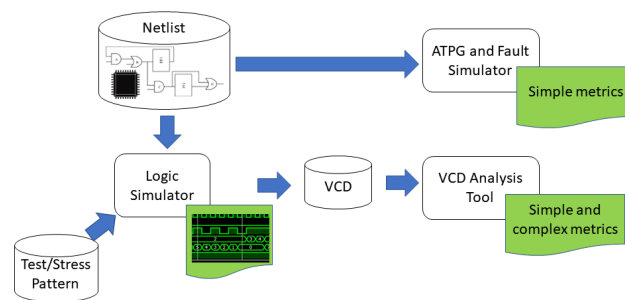 Netlist
ATPG and Fault
Simulator
Simple metrics
Logic
Simulator
VCD
VCD Analysis
Tool
Simple and
complex metrics
Test/Stress
Pattern